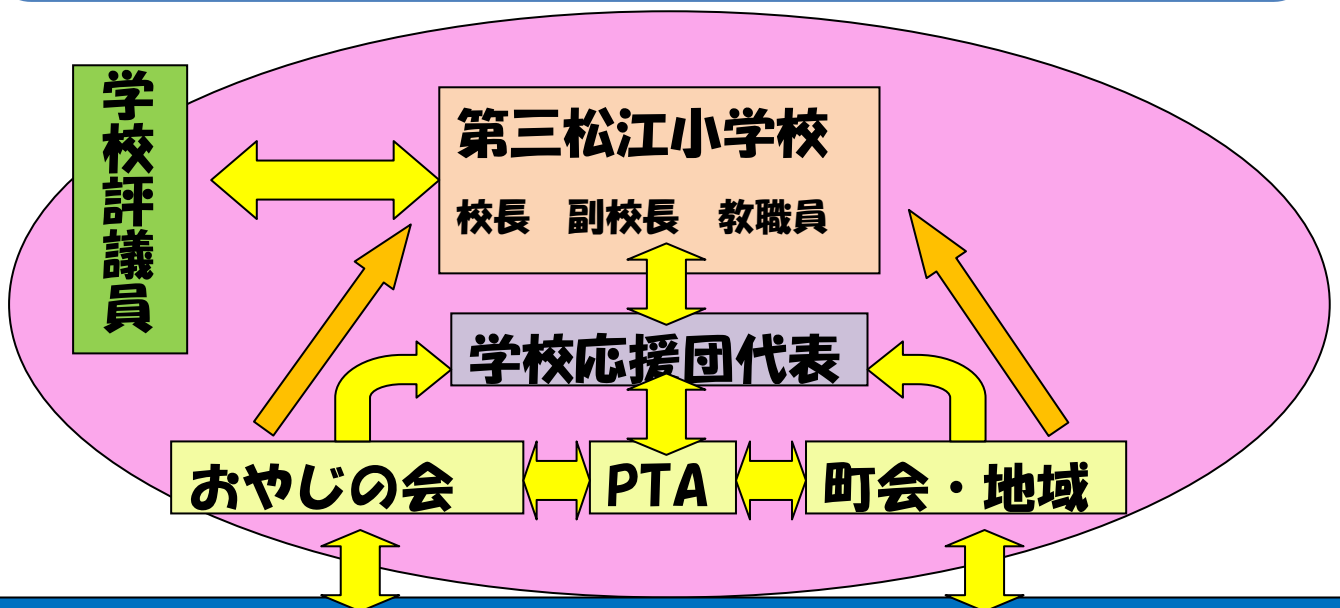 学校評議員
第三松江小学校
校長　副校長　教職員
学校応援団代表
おやじの会
PTA
町会・地域